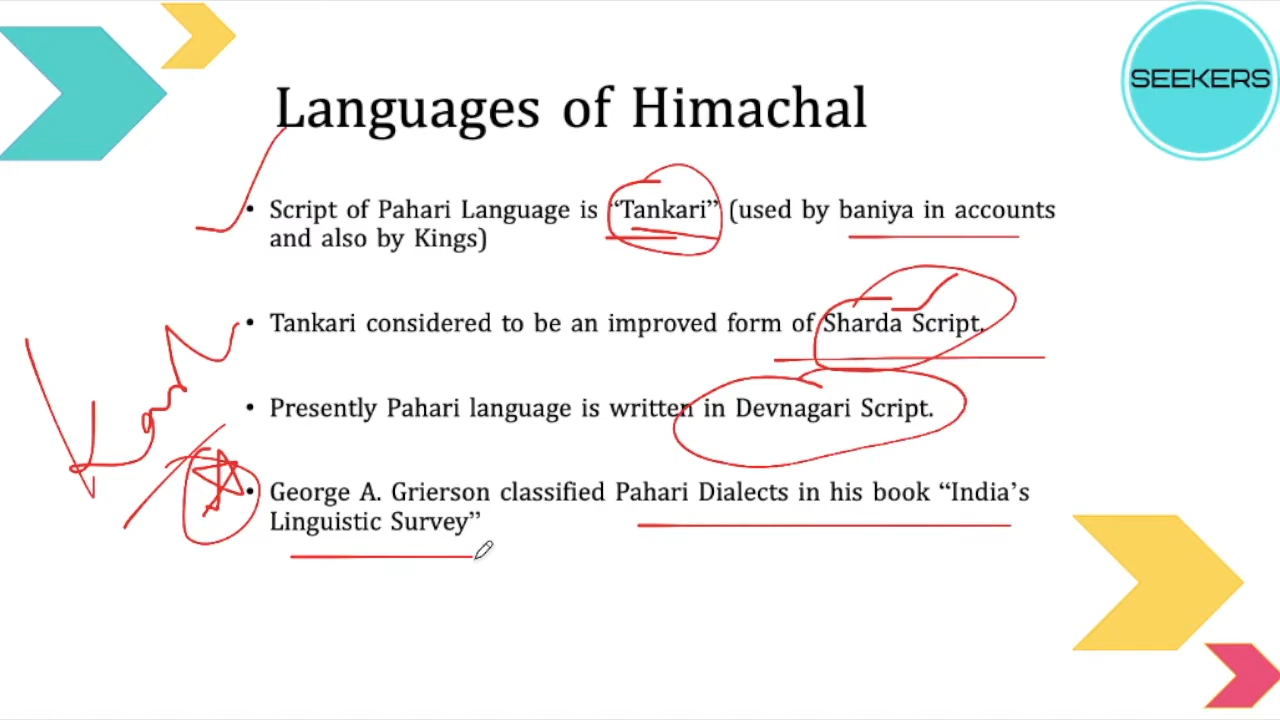 SEEKERS
Languages of Himachal
• Script of Pahari Language is “Tankari” (used by baniya in accounts
and also by Kings)
• Tankari considered to be an improved form of Sharda Script.
• Presently Pahari language is written in Devnagari Script.
• George A. Grierson classified Pahari Dialects in his book “India’s
Linguistic Survey”